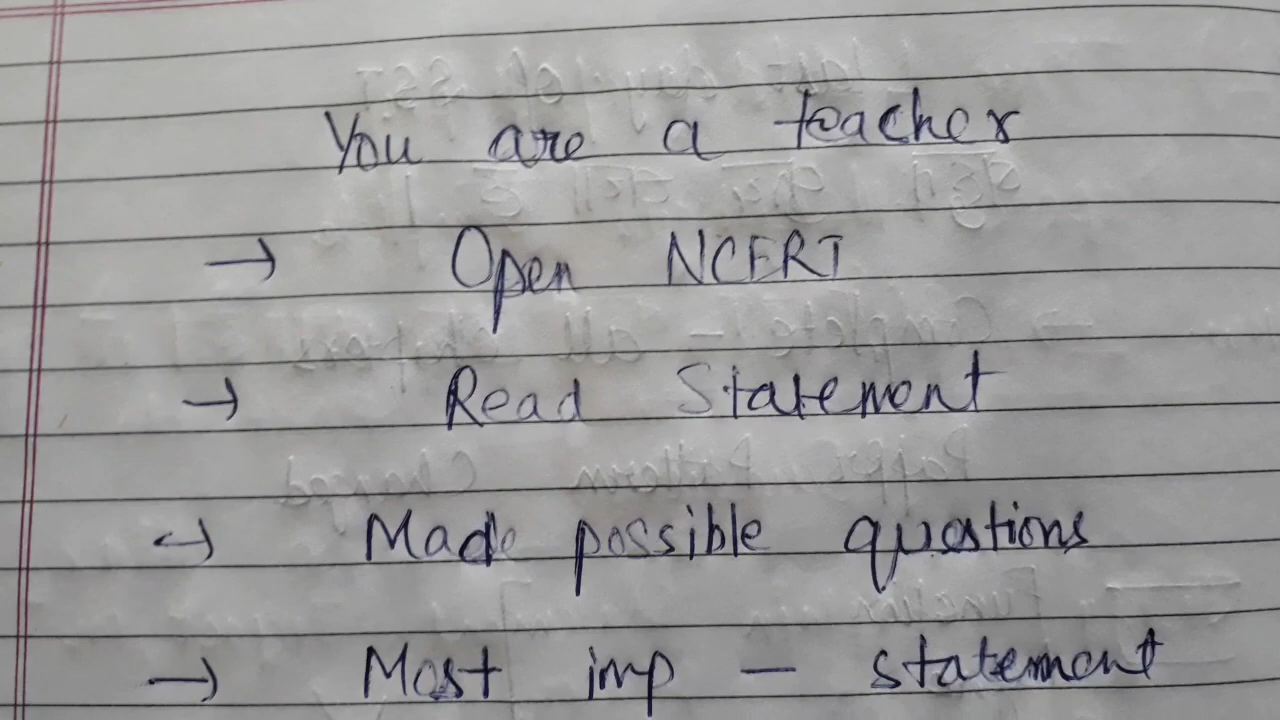 You are a teacher
→ Open NCERT
→ Read Statement
→ Made possible questions
→ Most imp – statement